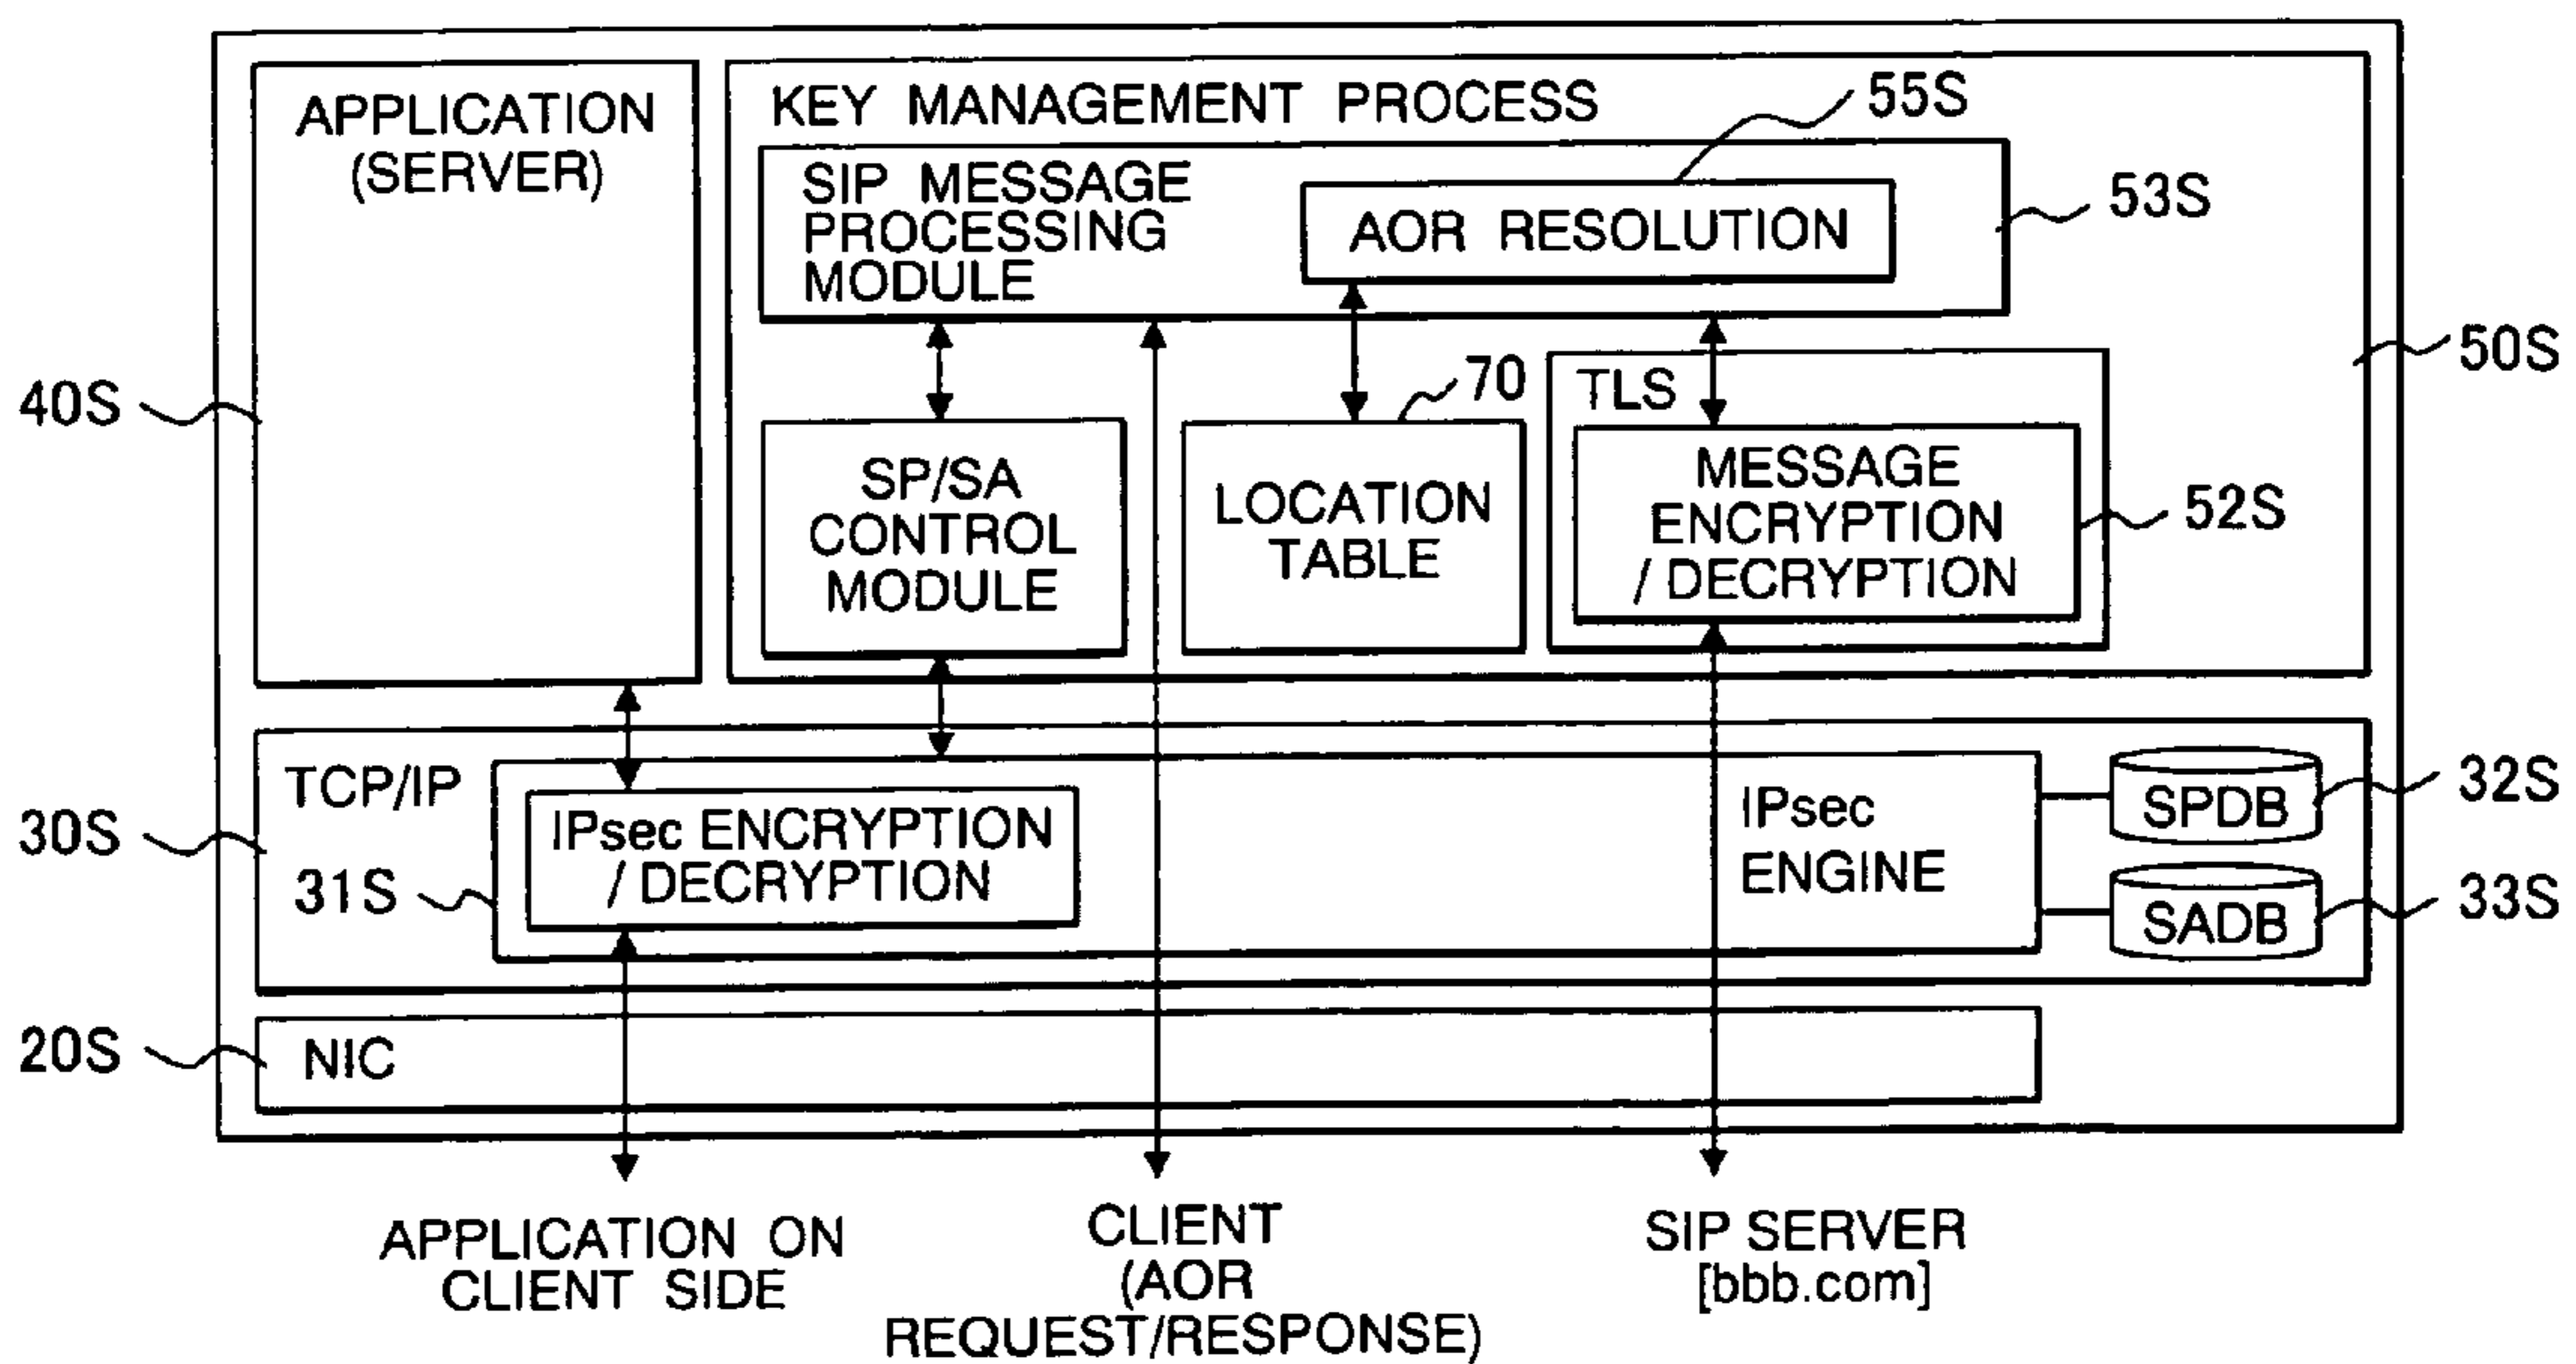 APPLICATION
(SERVER)
KEY MANAGEMENT PROCESS
55S
SIP MESSAGE
PROCESSING
MODULE
AOR RESOLUTION
53S
50S
40S
SP/SA
CONTROL
MODULE
70
LOCATION
TABLE
TLS
MESSAGE
ENCRYPTION
/ DECRYPTION
52S
TCP/IP
30S
31S
IPsec ENCRYPTION
/ DECRYPTION
IPsec
ENGINE
SPDB
32S
SADB
33S
20S
NIC
APPLICATION ON
CLIENT SIDE
CLIENT
(AOR
REQUEST/RESPONSE)
SIP SERVER
[bbb.com]